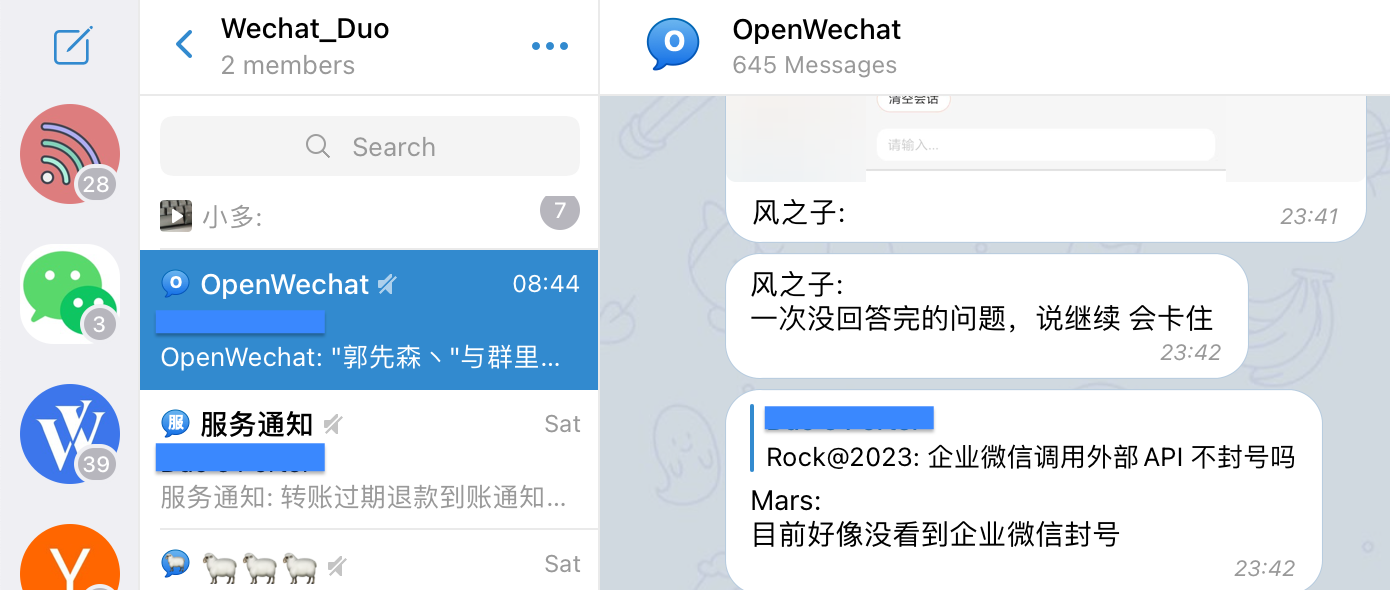 28
3
39
Wechat_Duo
2 members
Search
小多:
7
OpenWechat
08:44
OpenWechat: "郭先森丶"与群里...
服务通知
Sat
服务通知: 转账过期退款到账通知...
Sat
OpenWechat
645 Messages
清空会话
请输入...
风之子:
23:41
风之子:
一次没回答完的问题，说继续 会卡住
23:42
Rock@2023: 企业微信调用外部 API 不封号吗
Mars:
目前好像没看到企业微信封号
23:42